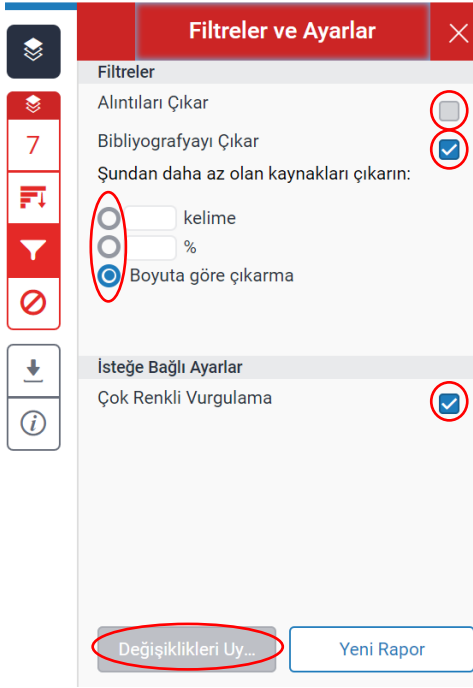 Filtreler ve Ayarlar
Filtreler
Alıntıları Çıkar
7
Bibliyografyayı Çıkar
Şundan daha az olan kaynakları çıkarın:
kelime
%
Boyuta göre çıkarma
İsteğe Bağlı Ayarlar
Çok Renkli Vurgulama
i
Değişiklikleri Uy...
Yeni Rapor